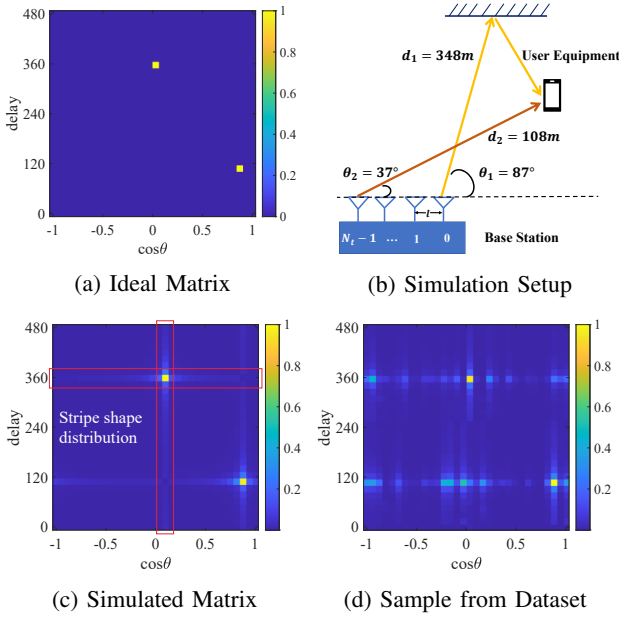 480
360
240
120
0
delay
-1
-0.5
0
0.5
1
cosθ
1
0.8
0.6
0.4
0.2
0
(a) Ideal Matrix
d₁ = 348m
User Equipment
d₂ = 108m
θ₂ = 37°
θ₁ = 87°
l
Nₜ − 1 ... 1 0
Base Station
(b) Simulation Setup
480
360
240
120
0
delay
Stripe shape
distribution
-1
-0.5
0
0.5
1
cosθ
1
0.8
0.6
0.4
0.2
(c) Simulated Matrix
480
360
240
120
0
delay
-1
-0.5
0
0.5
1
cosθ
1
0.8
0.6
0.4
0.2
(d) Sample from Dataset